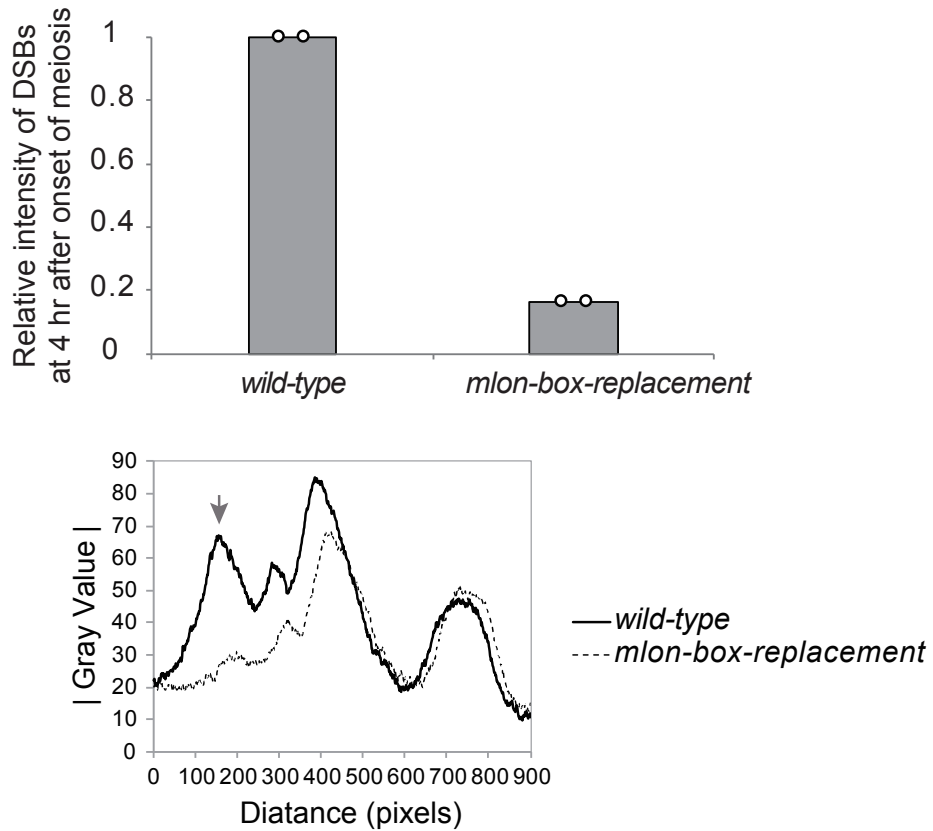 Relative intensity of DSBs
at 4 hr after onset of meiosis
1
0.8
0.6
0.4
0.2
0
wild-type mlon-box-replacement
| Gray Value |
90
80
70
60
50
40
30
20
10
0
0 100 200 300 400 500 600 700 800 900
Diatance (pixels)
wild-type
mlon-box-replacement